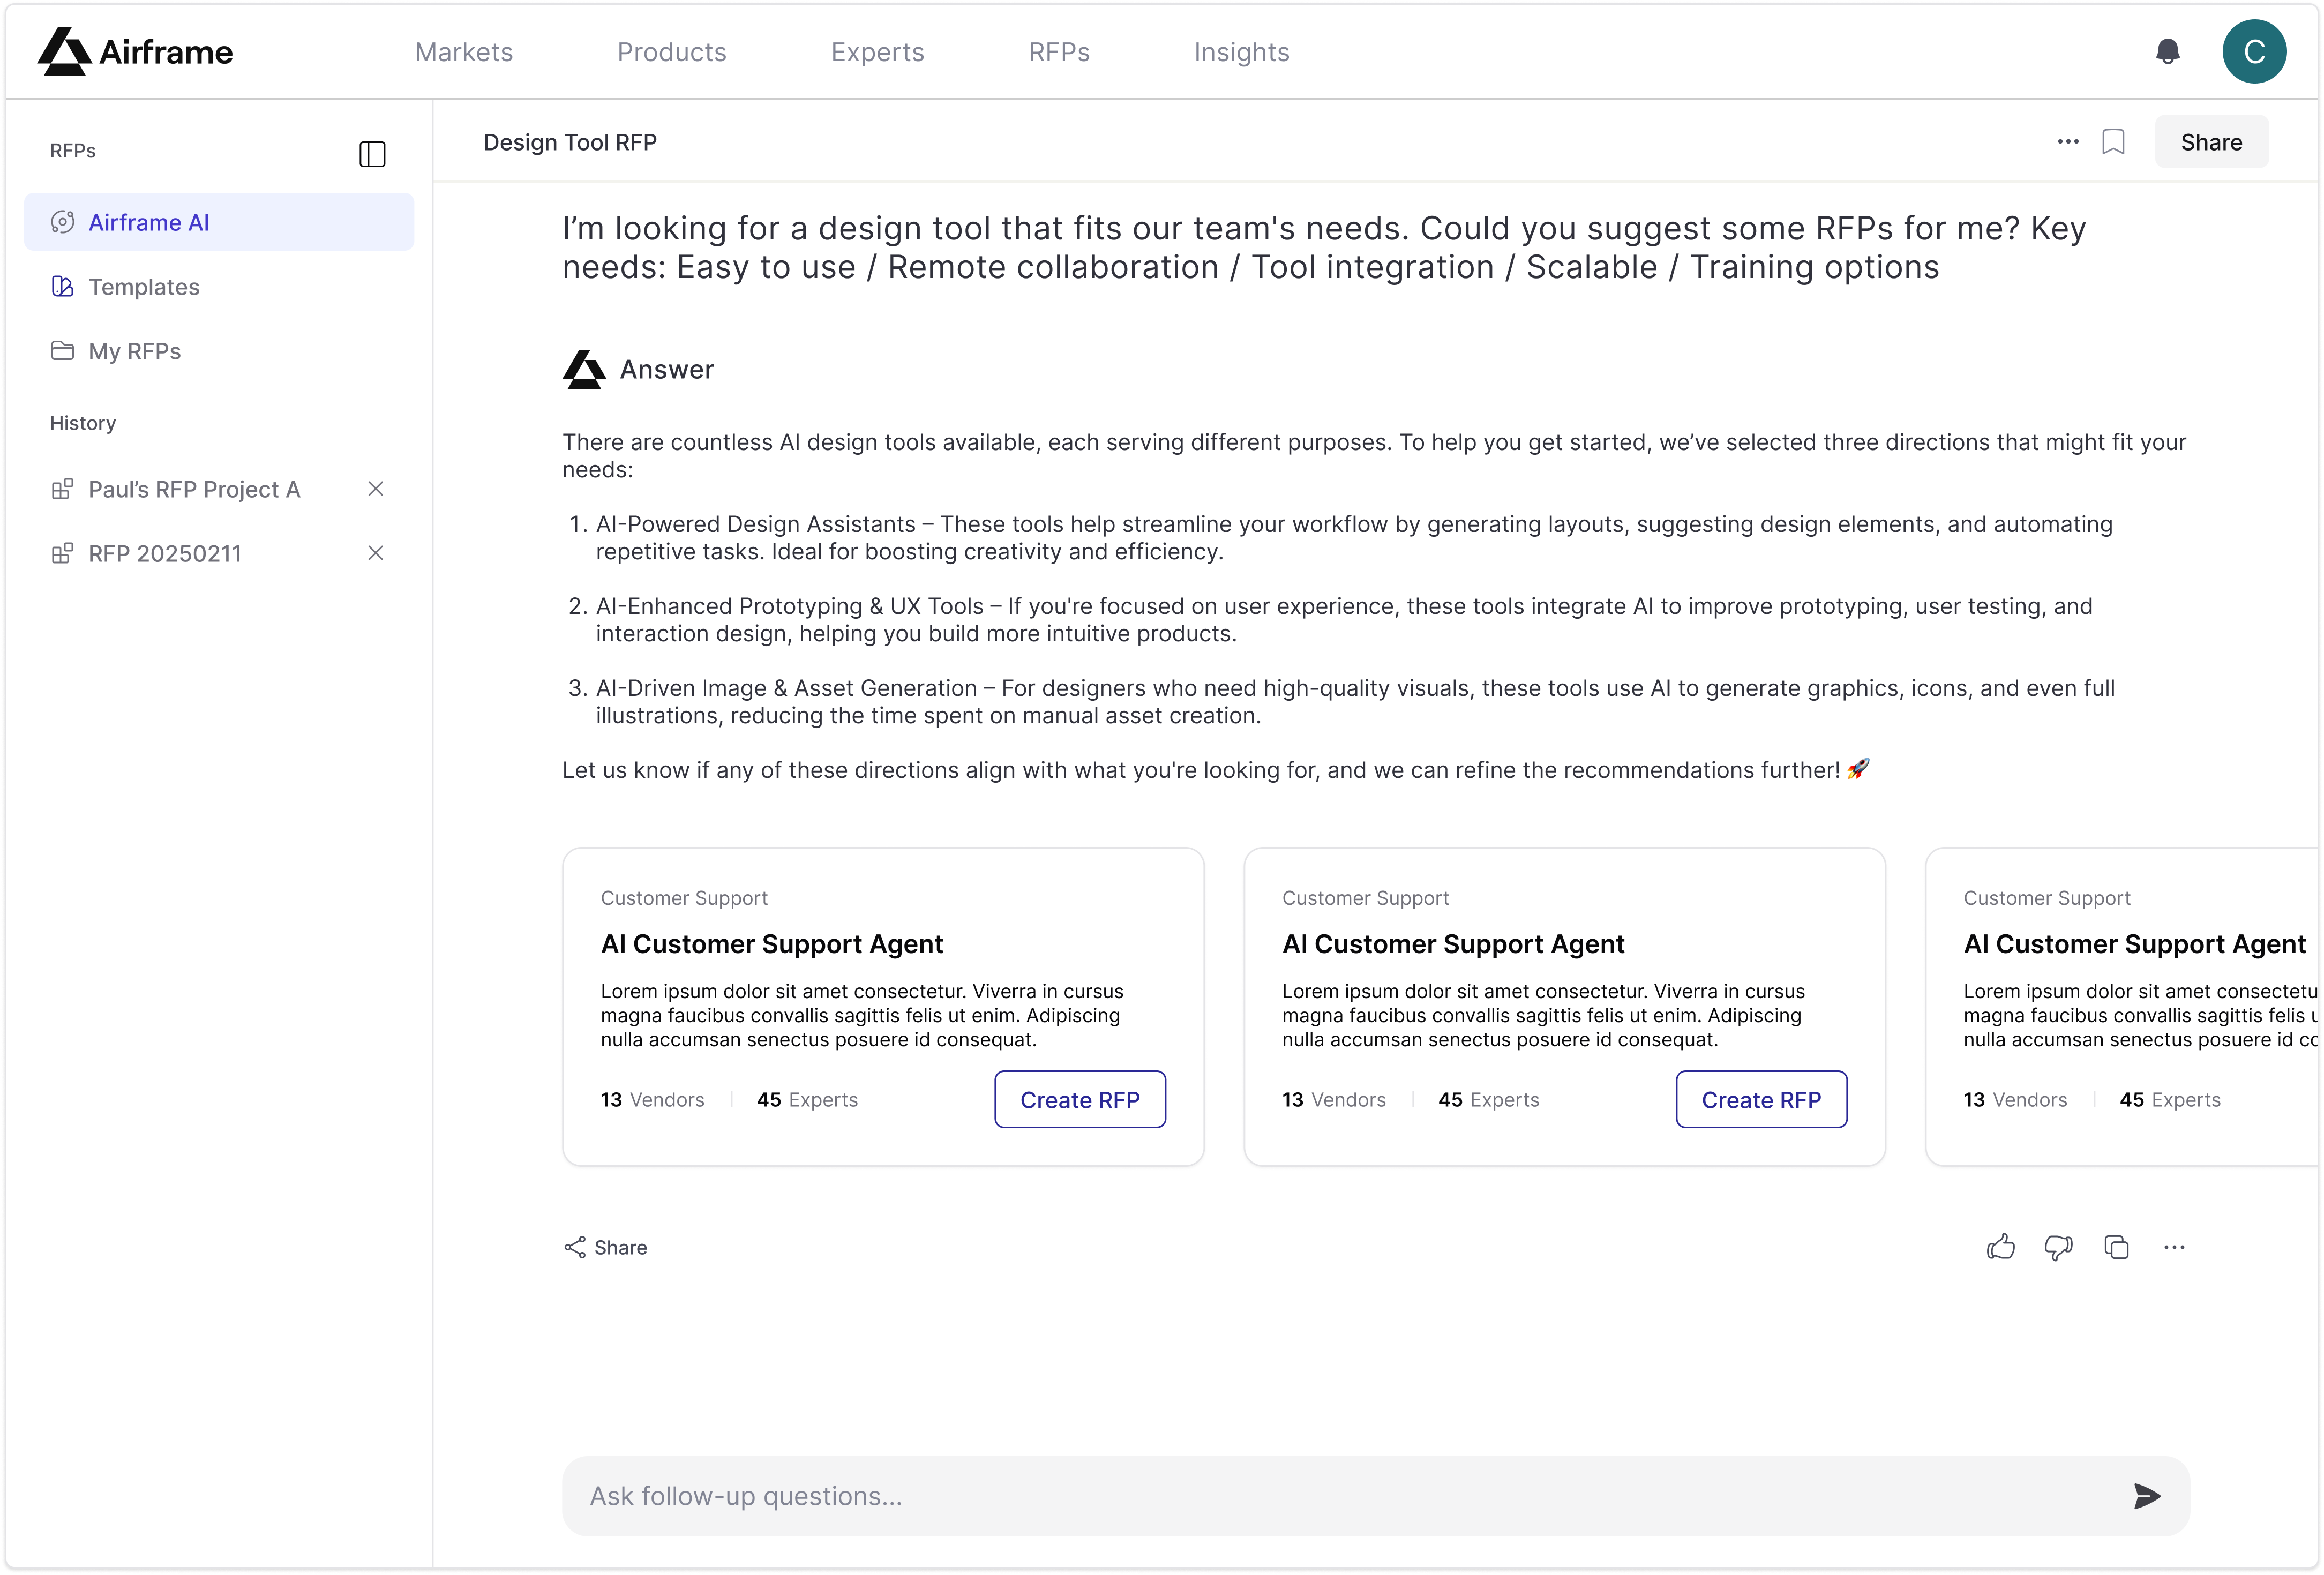 Airframe
Markets
Products
Experts
RFPs
Insights
C
RFPs
Airframe AI
Templates
My RFPs
History
Paul’s RFP Project A
RFP 20250211
Design Tool RFP
Share
I’m looking for a design tool that fits our team's needs. Could you suggest some RFPs for me? Key
needs: Easy to use / Remote collaboration / Tool integration / Scalable / Training options
Answer
There are countless AI design tools available, each serving different purposes. To help you get started, we’ve selected three directions that might fit your
needs:
1. AI-Powered Design Assistants – These tools help streamline your workflow by generating layouts, suggesting design elements, and automating
repetitive tasks. Ideal for boosting creativity and efficiency.
2. AI-Enhanced Prototyping & UX Tools – If you're focused on user experience, these tools integrate AI to improve prototyping, user testing, and
interaction design, helping you build more intuitive products.
3. AI-Driven Image & Asset Generation – For designers who need high-quality visuals, these tools use AI to generate graphics, icons, and even full
illustrations, reducing the time spent on manual asset creation.
Let us know if any of these directions align with what you're looking for, and we can refine the recommendations further! 🚀
Customer Support
AI Customer Support Agent
Lorem ipsum dolor sit amet consectetur. Viverra in cursus
magna faucibus convallis sagittis felis ut enim. Adipiscing
nulla accumsan senectus posuere id consequat.
13 Vendors
45 Experts
Create RFP
Customer Support
AI Customer Support Agent
Lorem ipsum dolor sit amet consectetur. Viverra in cursus
magna faucibus convallis sagittis felis ut enim. Adipiscing
nulla accumsan senectus posuere id consequat.
13 Vendors
45 Experts
Create RFP
Customer Support
AI Customer Support Agent
Lorem ipsum dolor sit amet consectetu
magna faucibus convallis sagittis felis u
nulla accumsan senectus posuere id co
13 Vendors
45 Experts
Share
Ask follow-up questions...